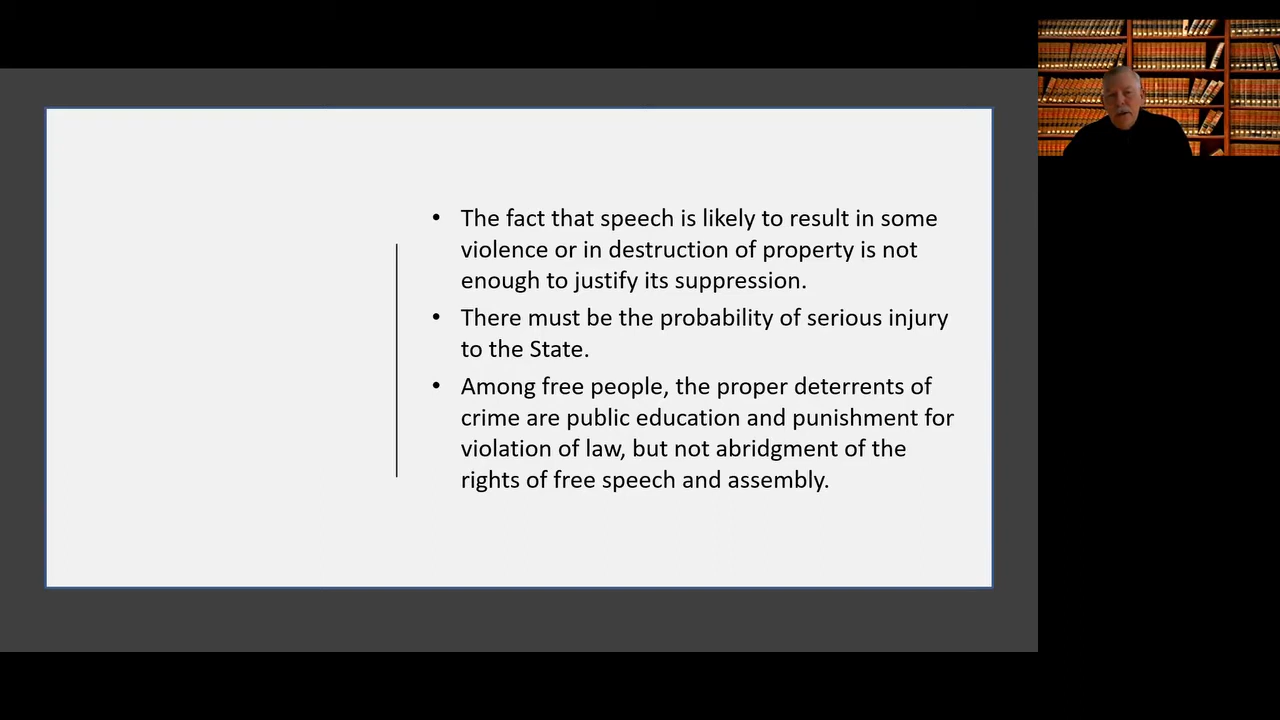 • The fact that speech is likely to result in some
violence or in destruction of property is not
enough to justify its suppression.
• There must be the probability of serious injury
to the State.
• Among free people, the proper deterrents of
crime are public education and punishment for
violation of law, but not abridgment of the
rights of free speech and assembly.